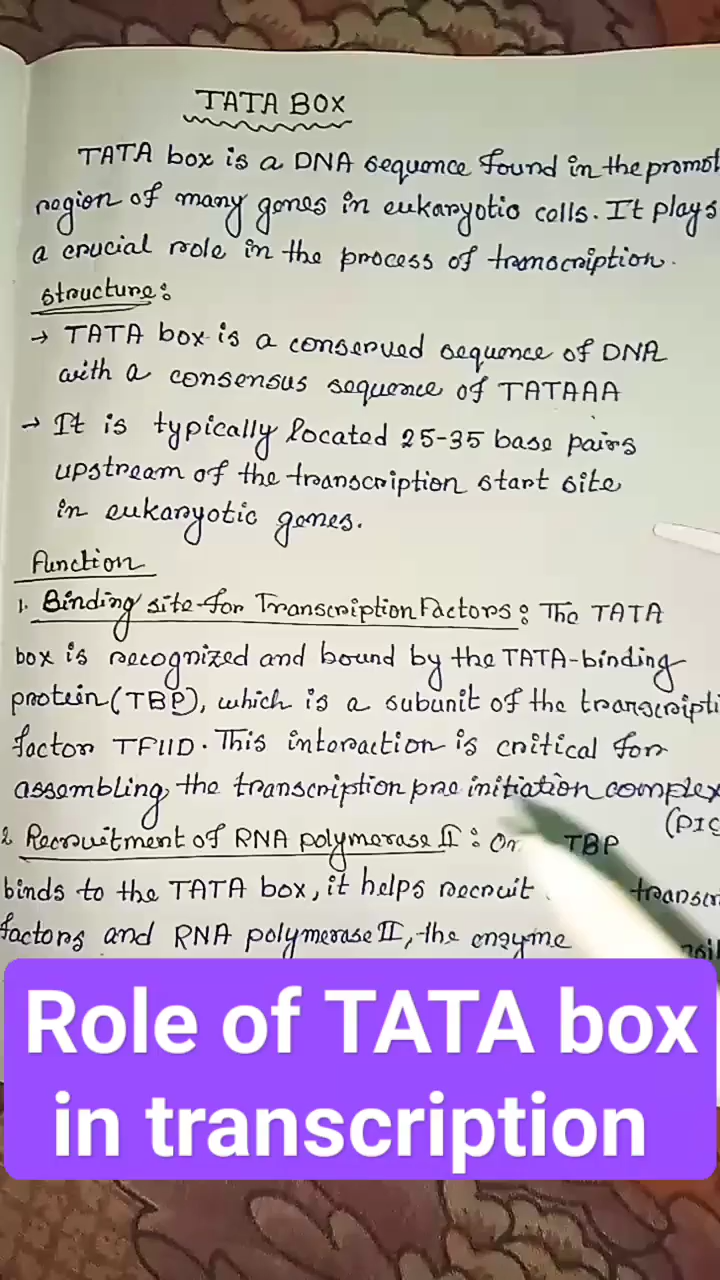 TATA BOX
TATA box is a DNA sequence found in the promot
region of many genes in eukaryotic cells. It plays
a crucial role in the process of transcription.
Structure:
→ TATA box is a conserved sequence of DNA
with a consensus sequence of TATAAA
→ It is typically located 25-35 base pairs
upstream of the transcription start site
in eukaryotic genes.
Function
1. Binding site for Transcription Factors: The TATA
box is recognized and bound by the TATA-binding
protein (TBP), which is a subunit of the transcripti
factor TFIID. This interaction is critical for
assembling the transcription pre initiation complex
(PIC
2. Recruitment of RNA polymerase II: TBP
binds to the TATA box, it helps recruit transcr
factors and RNA polymerase II, the enzyme
Role of TATA box
in transcription